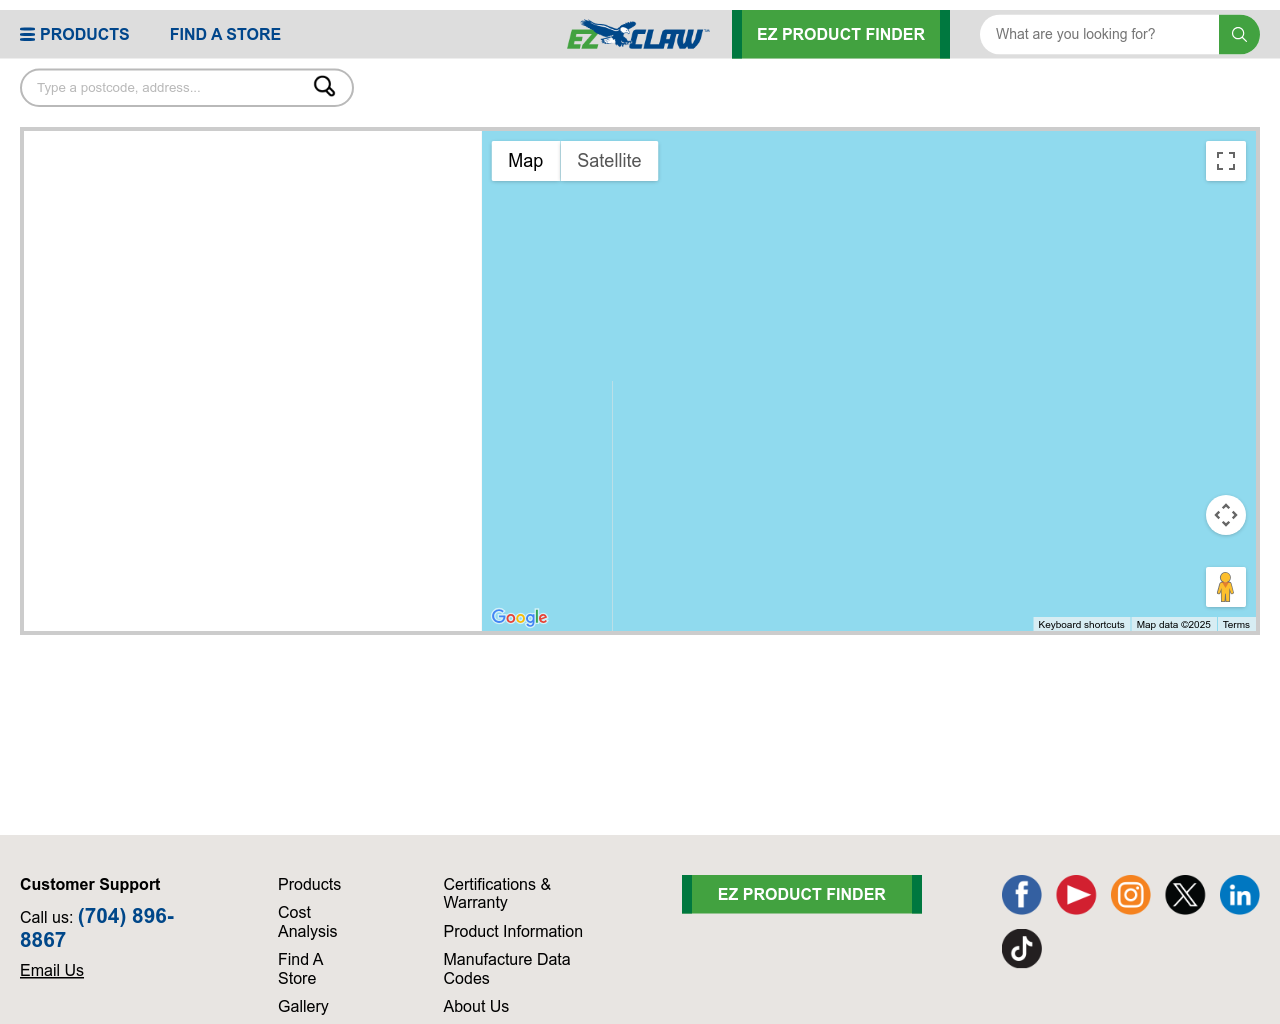 PRODUCTS
FIND A STORE
EZ CLAW
EZ PRODUCT FINDER
What are you looking for?
Type a postcode, address...
Map
Satellite
Google
Keyboard shortcuts
Map data ©2025
Terms
Customer Support
Call us: (704) 896-
8867
Email Us
Products
Cost
Analysis
Find A
Store
Gallery
Certifications &
Warranty
Product Information
Manufacture Data
Codes
About Us
EZ PRODUCT FINDER